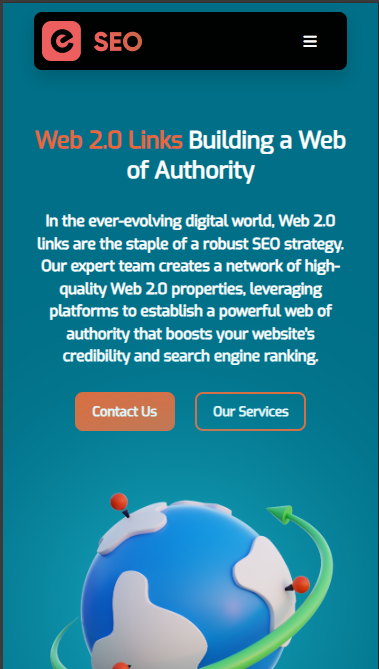 SEO
Web 2.0 Links Building a Web
of Authority
In the ever-evolving digital world, Web 2.0
links are the staple of a robust SEO strategy.
Our expert team creates a network of high-
quality Web 2.0 properties, leveraging
platforms to establish a powerful web of
authority that boosts your website's
credibility and search engine ranking.
Contact Us
Our Services